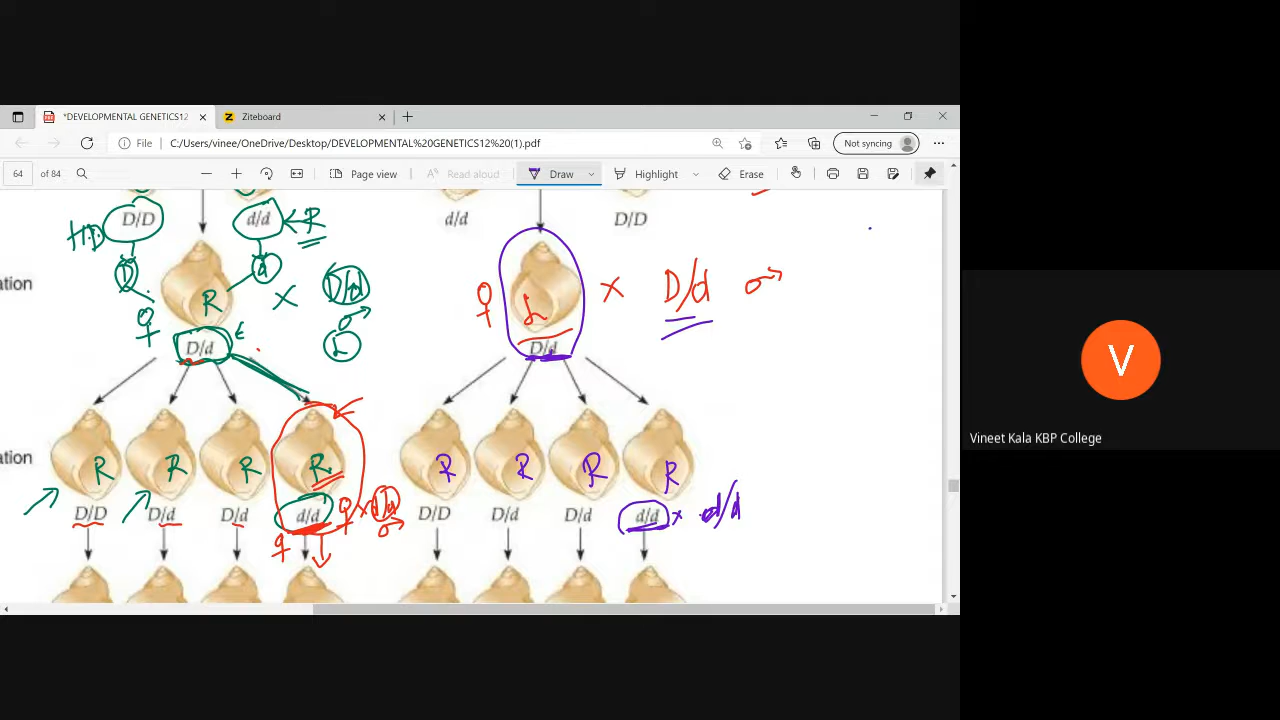 *DEVELOPMENTAL GENETICS12
Ziteboard
File
C:/Users/vinee/OneDrive/Desktop/DEVELOPMENTAL%20GENETICS12%20(1).pdf
Not syncing
64 of 84
Page view
Read aloud
Draw
Highlight
Erase
D/D d/d R d/d D/D
D d
ation R × D/d ♂ ♀ L × D/d ♂
♀ L
D/d D/d
ation R R R R R R R R
D/D D/d D/d d/d ♀ × ♂ D/D D/d D/d d/d × d/d
♀
V
Vineet Kala KBP College